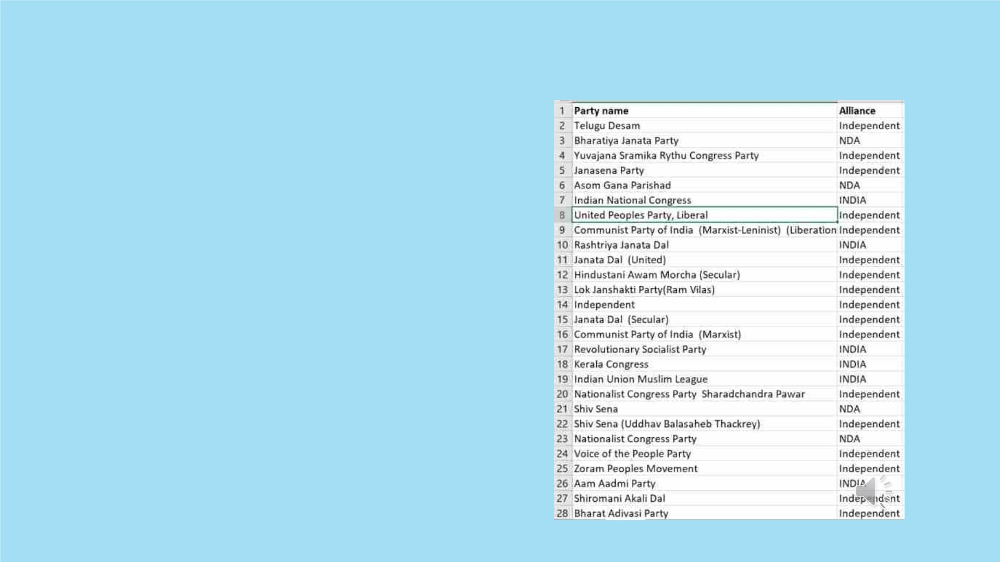 1 Party name Alliance
2 Telugu Desam Independent
3 Bharatiya Janata Party NDA
4 Yuvajana Sramika Rythu Congress Party Independent
5 Janasena Party Independent
6 Asom Gana Parishad NDA
7 Indian National Congress INDIA
8 United Peoples Party, Liberal Independent
9 Communist Party of India (Marxist-Leninist) (Liberation Independent
10 Rashtriya Janata Dal INDIA
11 Janata Dal (United) Independent
12 Hindustani Awam Morcha (Secular) Independent
13 Lok Janshakti Party(Ram Vilas) Independent
14 Independent Independent
15 Janata Dal (Secular) Independent
16 Communist Party of India (Marxist) Independent
17 Revolutionary Socialist Party INDIA
18 Kerala Congress INDIA
19 Indian Union Muslim League INDIA
20 Nationalist Congress Party Sharadchandra Pawar Independent
21 Shiv Sena NDA
22 Shiv Sena (Uddhav Balasaheb Thackrey) Independent
23 Nationalist Congress Party NDA
24 Voice of the People Party Independent
25 Zoram Peoples Movement Independent
26 Aam Aadmi Party INDIA
27 Shiromani Akali Dal Independent
28 Bharat Adivasi Party Independent